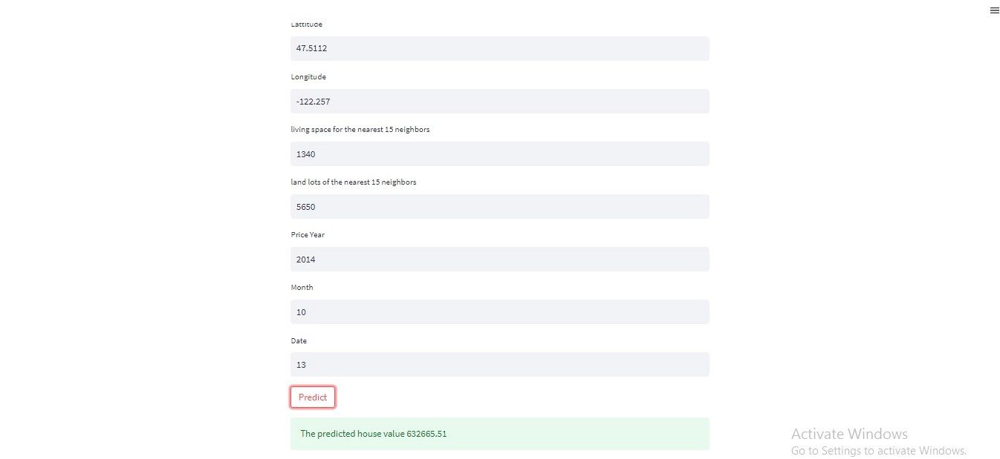 Lattitude
47.5112
Longitude
-122.257
living space for the nearest 15 neighbors
1340
land lots of the nearest 15 neighbors
5650
Price Year
2014
Month
10
Date
13
Predict
The predicted house value 632665.51
Activate Windows
Go to Settings to activate Windows.